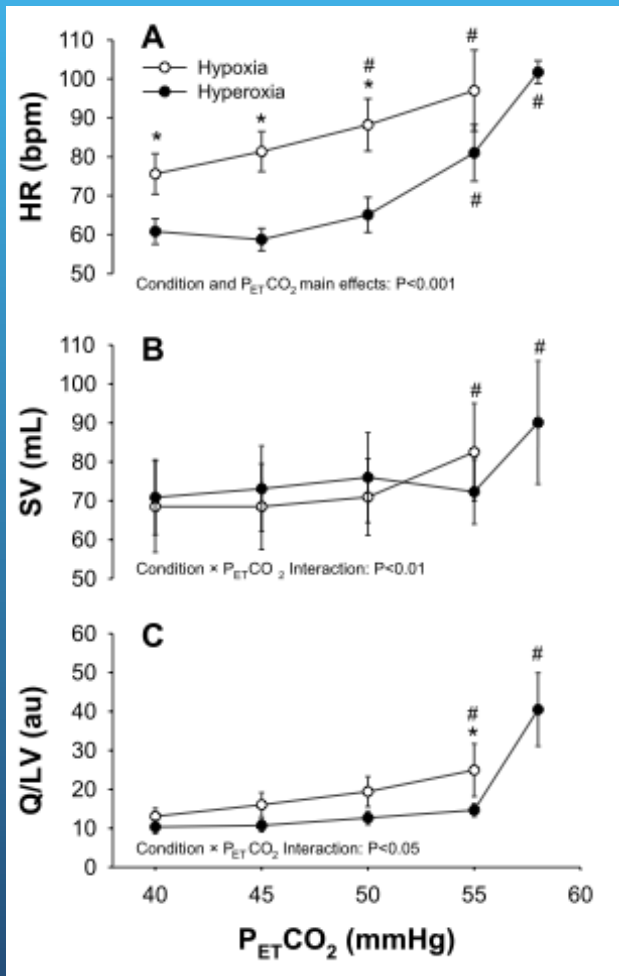 110
A
#
Hypoxia
#
100
Hyperoxia
*
#
90
*
*
80
70
#
60
50
Condition and PETCO2 main effects: P<0.001
HR (bpm)
110
B
#
100
#
90
80
70
60
Condition × PETCO2 Interaction: P<0.01
50
SV (mL)
60
C
#
50
40
#
30
*
20
10
Condition × PETCO2 Interaction: P<0.05
0
Q/LV (au)
40 45 50 55 60
PETCO2 (mmHg)